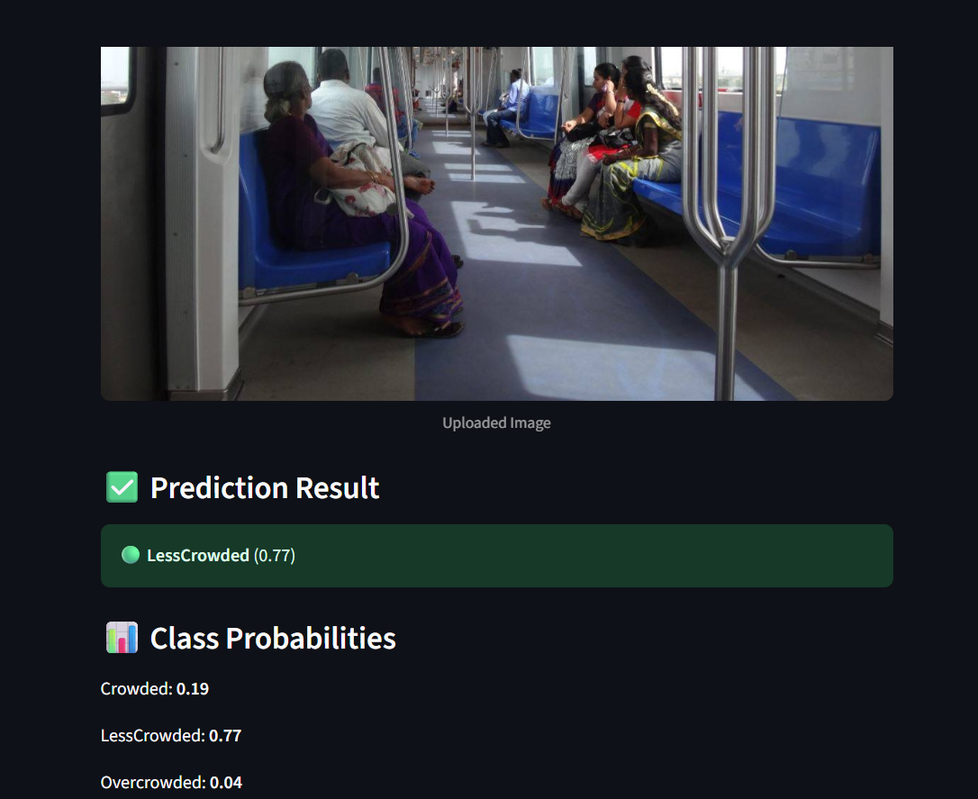 Uploaded Image
✅ Prediction Result
🟢 LessCrowded (0.77)
📊 Class Probabilities
Crowded: 0.19
LessCrowded: 0.77
Overcrowded: 0.04